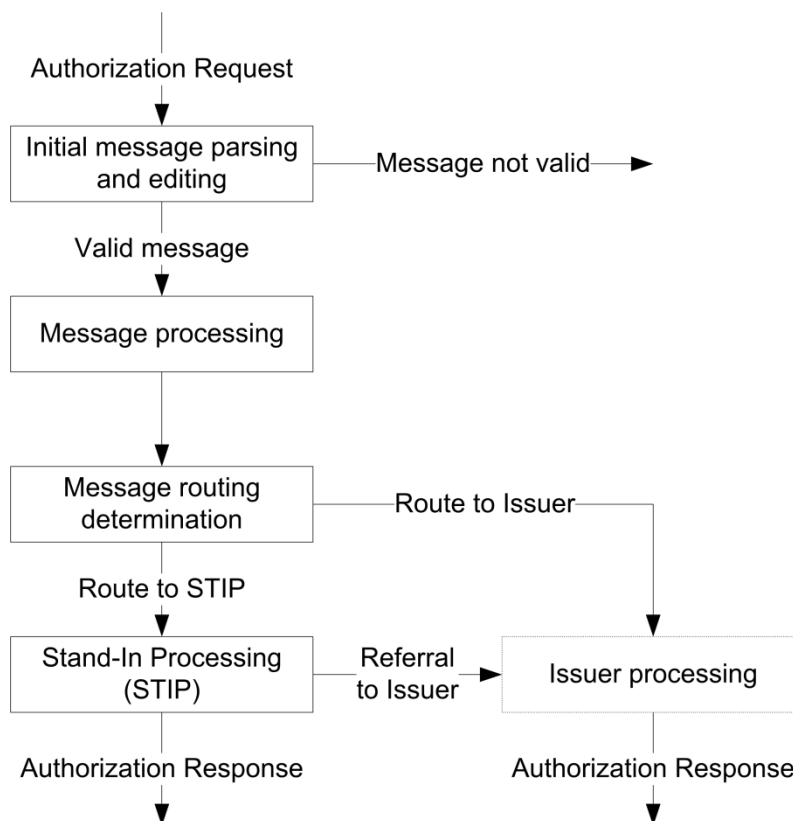 Authorization Request
Initial message parsing
and editing
Message not valid
Valid message
Message processing
Message routing
determination
Route to Issuer
Route to STIP
Stand-In Processing
(STIP)
Referral
to Issuer
Issuer processing
Authorization Response
Authorization Response